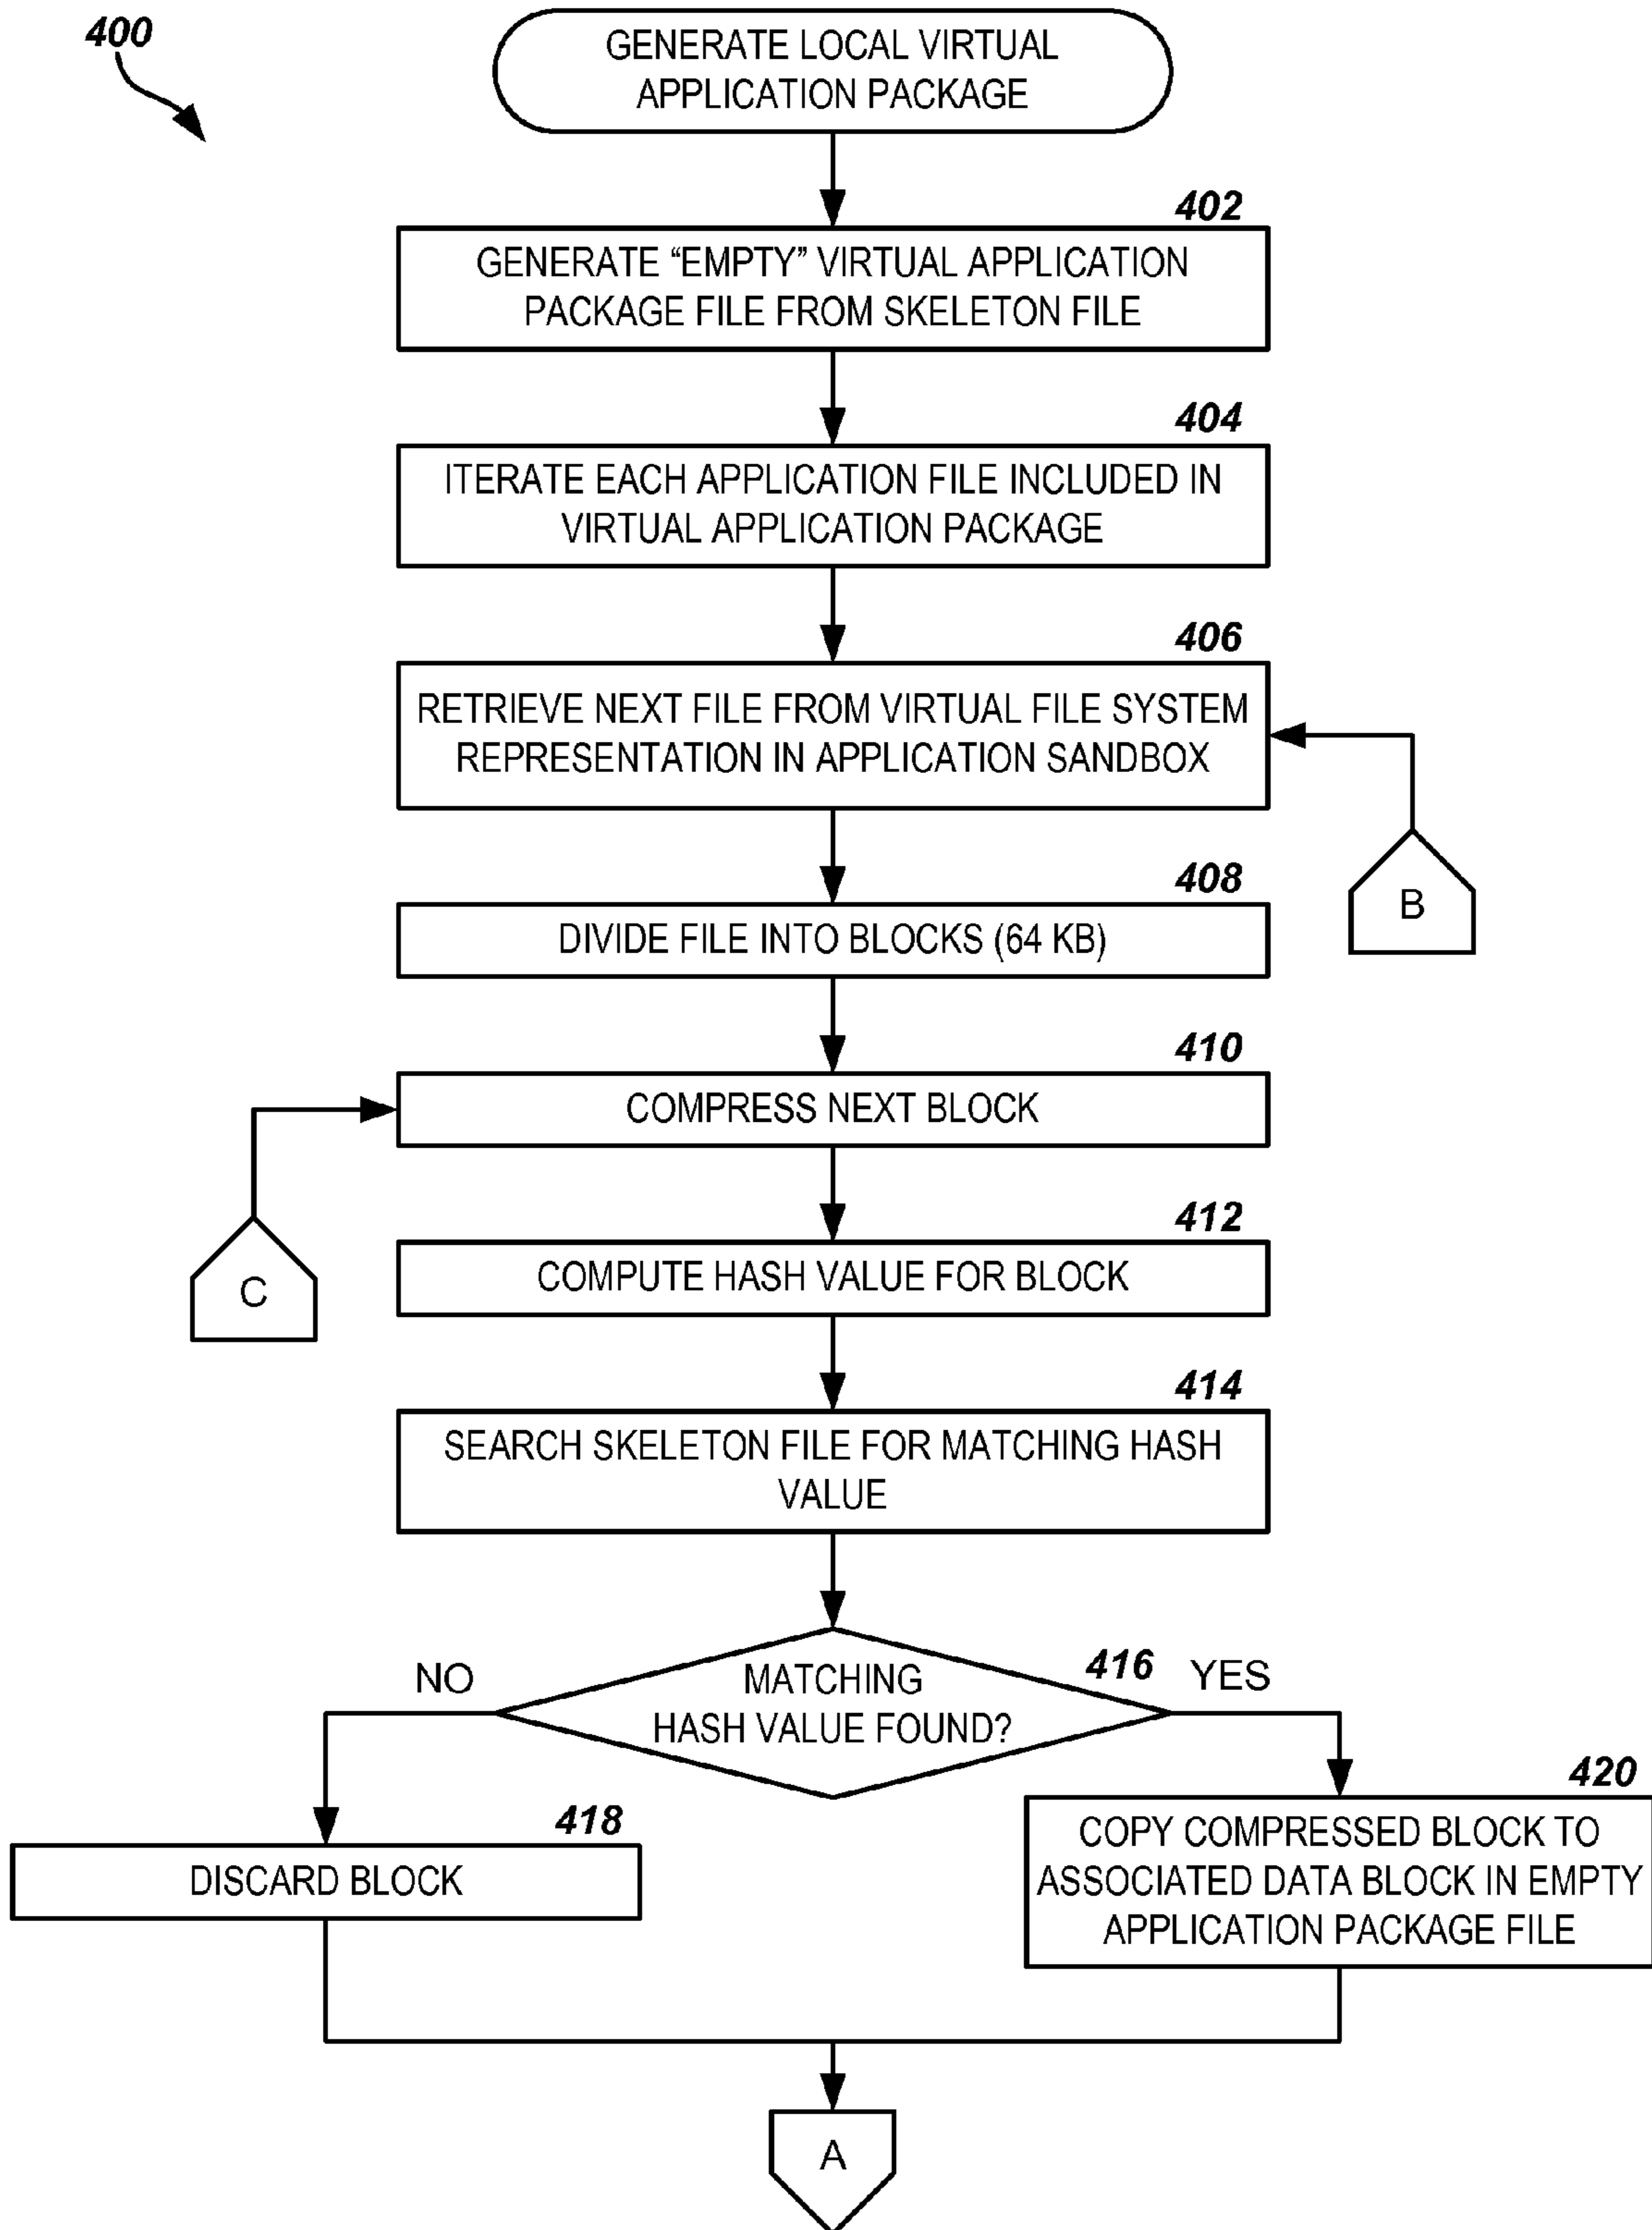 400
GENERATE LOCAL VIRTUAL
APPLICATION PACKAGE
402
GENERATE “EMPTY” VIRTUAL APPLICATION
PACKAGE FILE FROM SKELETON FILE
404
ITERATE EACH APPLICATION FILE INCLUDED IN
VIRTUAL APPLICATION PACKAGE
406
RETRIEVE NEXT FILE FROM VIRTUAL FILE SYSTEM
REPRESENTATION IN APPLICATION SANDBOX
B
408
DIVIDE FILE INTO BLOCKS (64 KB)
410
COMPRESS NEXT BLOCK
C
412
COMPUTE HASH VALUE FOR BLOCK
414
SEARCH SKELETON FILE FOR MATCHING HASH
VALUE
416
NO
MATCHING
HASH VALUE FOUND?
YES
418
DISCARD BLOCK
420
COPY COMPRESSED BLOCK TO
ASSOCIATED DATA BLOCK IN EMPTY
APPLICATION PACKAGE FILE
A